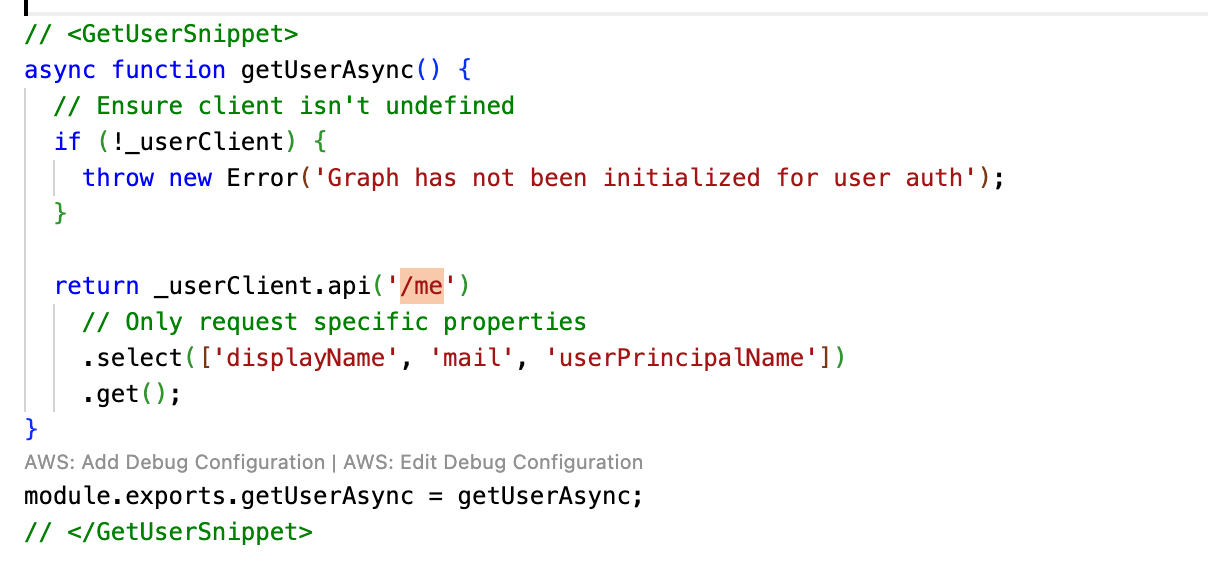 // <GetUserSnippet>
async function getUserAsync() {
  // Ensure client isn't undefined
  if (!_userClient) {
    throw new Error('Graph has not been initialized for user auth');
  }

  return _userClient.api('/me')
    // Only request specific properties
    .select(['displayName', 'mail', 'userPrincipalName'])
    .get();
}
AWS: Add Debug Configuration | AWS: Edit Debug Configuration
module.exports.getUserAsync = getUserAsync;
// </GetUserSnippet>